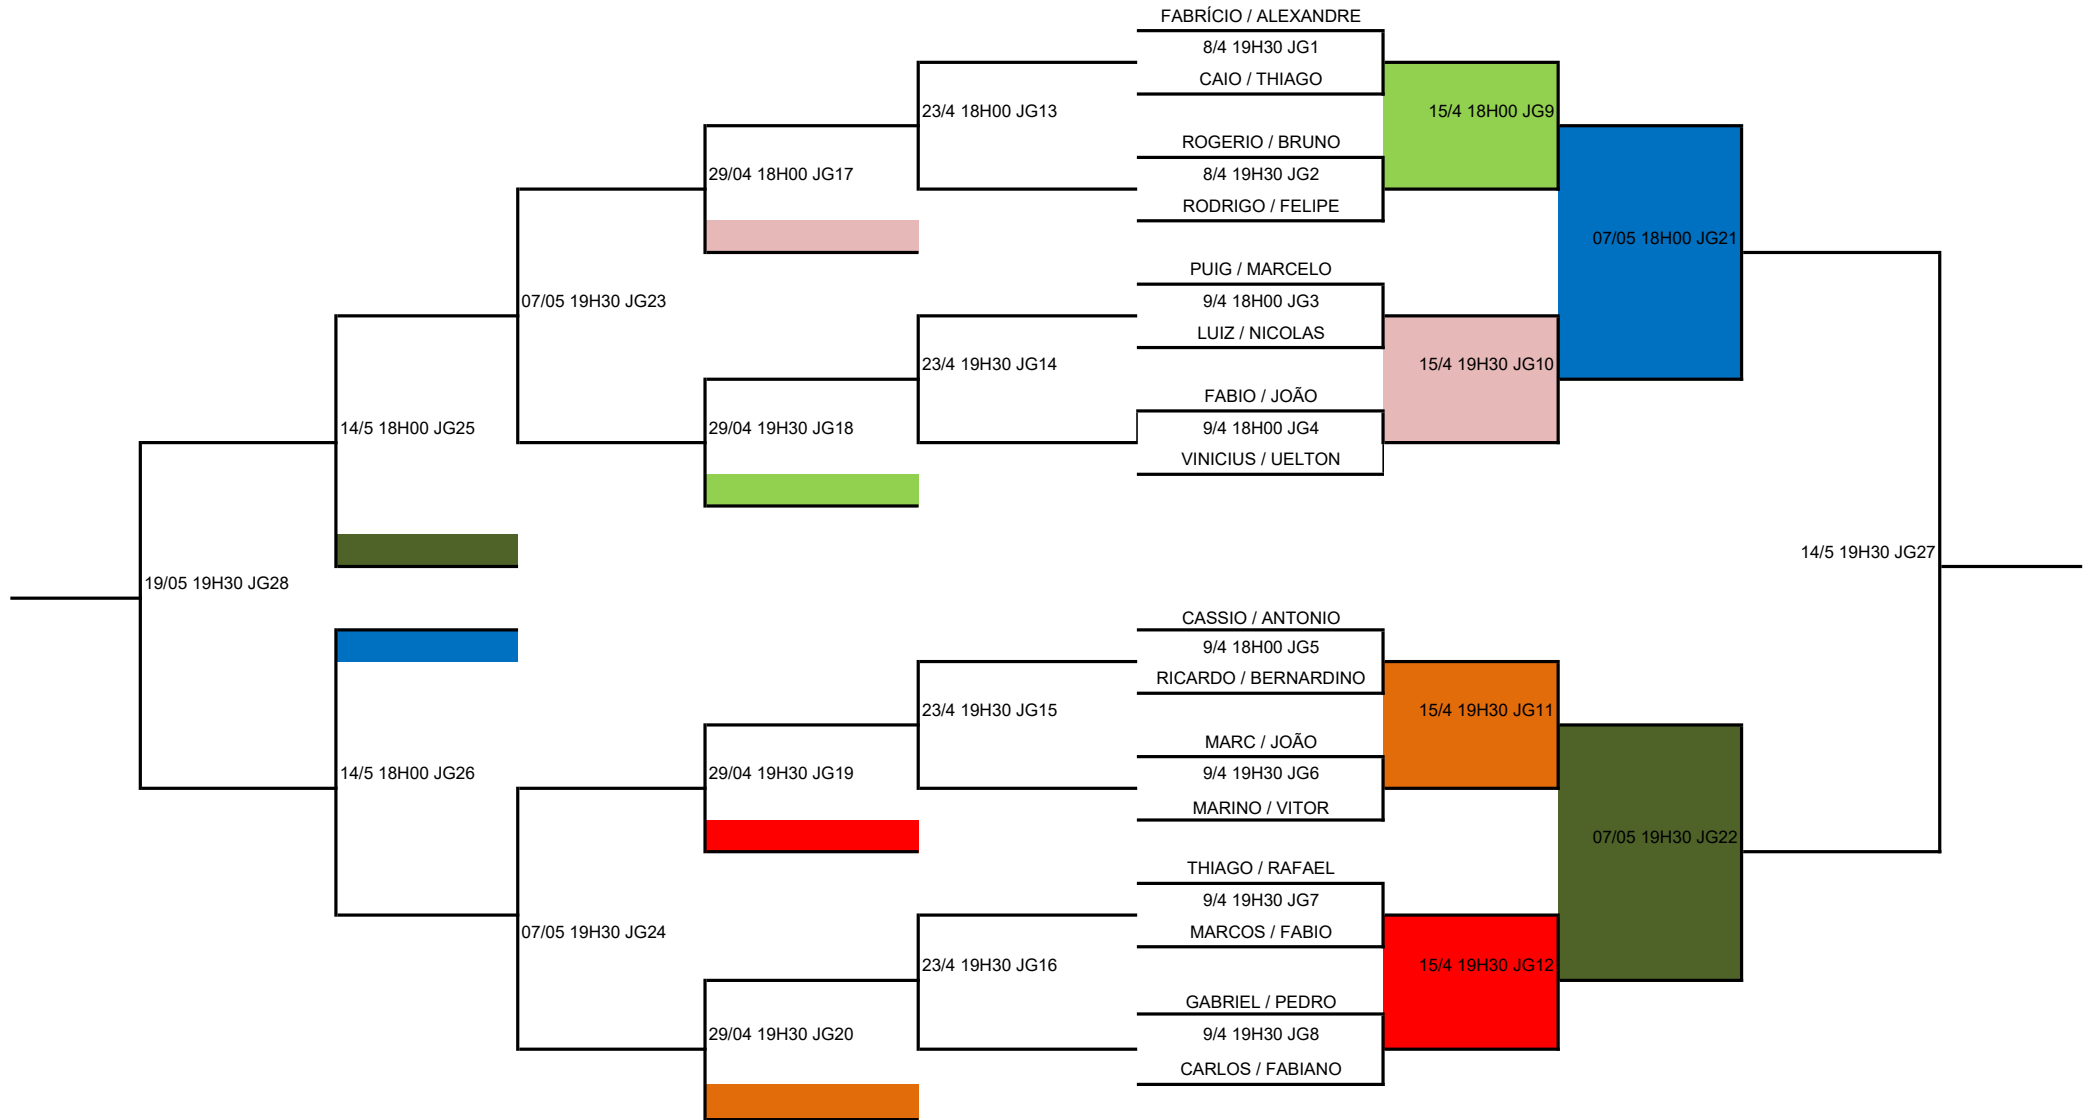 FABRÍCIO / ALEXANDRE
8/4 19H30 JG1
CAIO / THIAGO
23/4 18H00 JG13
15/4 18H00 JG9
ROGERIO / BRUNO
29/04 18H00 JG17
8/4 19H30 JG2
RODRIGO / FELIPE
07/05 18H00 JG21
PUIG / MARCELO
07/05 19H30 JG23
9/4 18H00 JG3
LUIZ / NICOLAS
23/4 19H30 JG14
15/4 19H30 JG10
FABIO / JOÃO
14/5 18H00 JG25
29/04 19H30 JG18
9/4 18H00 JG4
VINICIUS / UELTON
14/5 19H30 JG27
19/05 19H30 JG28
CASSIO / ANTONIO
9/4 18H00 JG5
RICARDO / BERNARDINO
23/4 19H30 JG15
15/4 19H30 JG11
MARC / JOÃO
14/5 18H00 JG26
29/04 19H30 JG19
9/4 19H30 JG6
MARINO / VITOR
07/05 19H30 JG22
THIAGO / RAFAEL
9/4 19H30 JG7
07/05 19H30 JG24
MARCOS / FABIO
23/4 19H30 JG16
15/4 19H30 JG12
GABRIEL / PEDRO
29/04 19H30 JG20
9/4 19H30 JG8
CARLOS / FABIANO